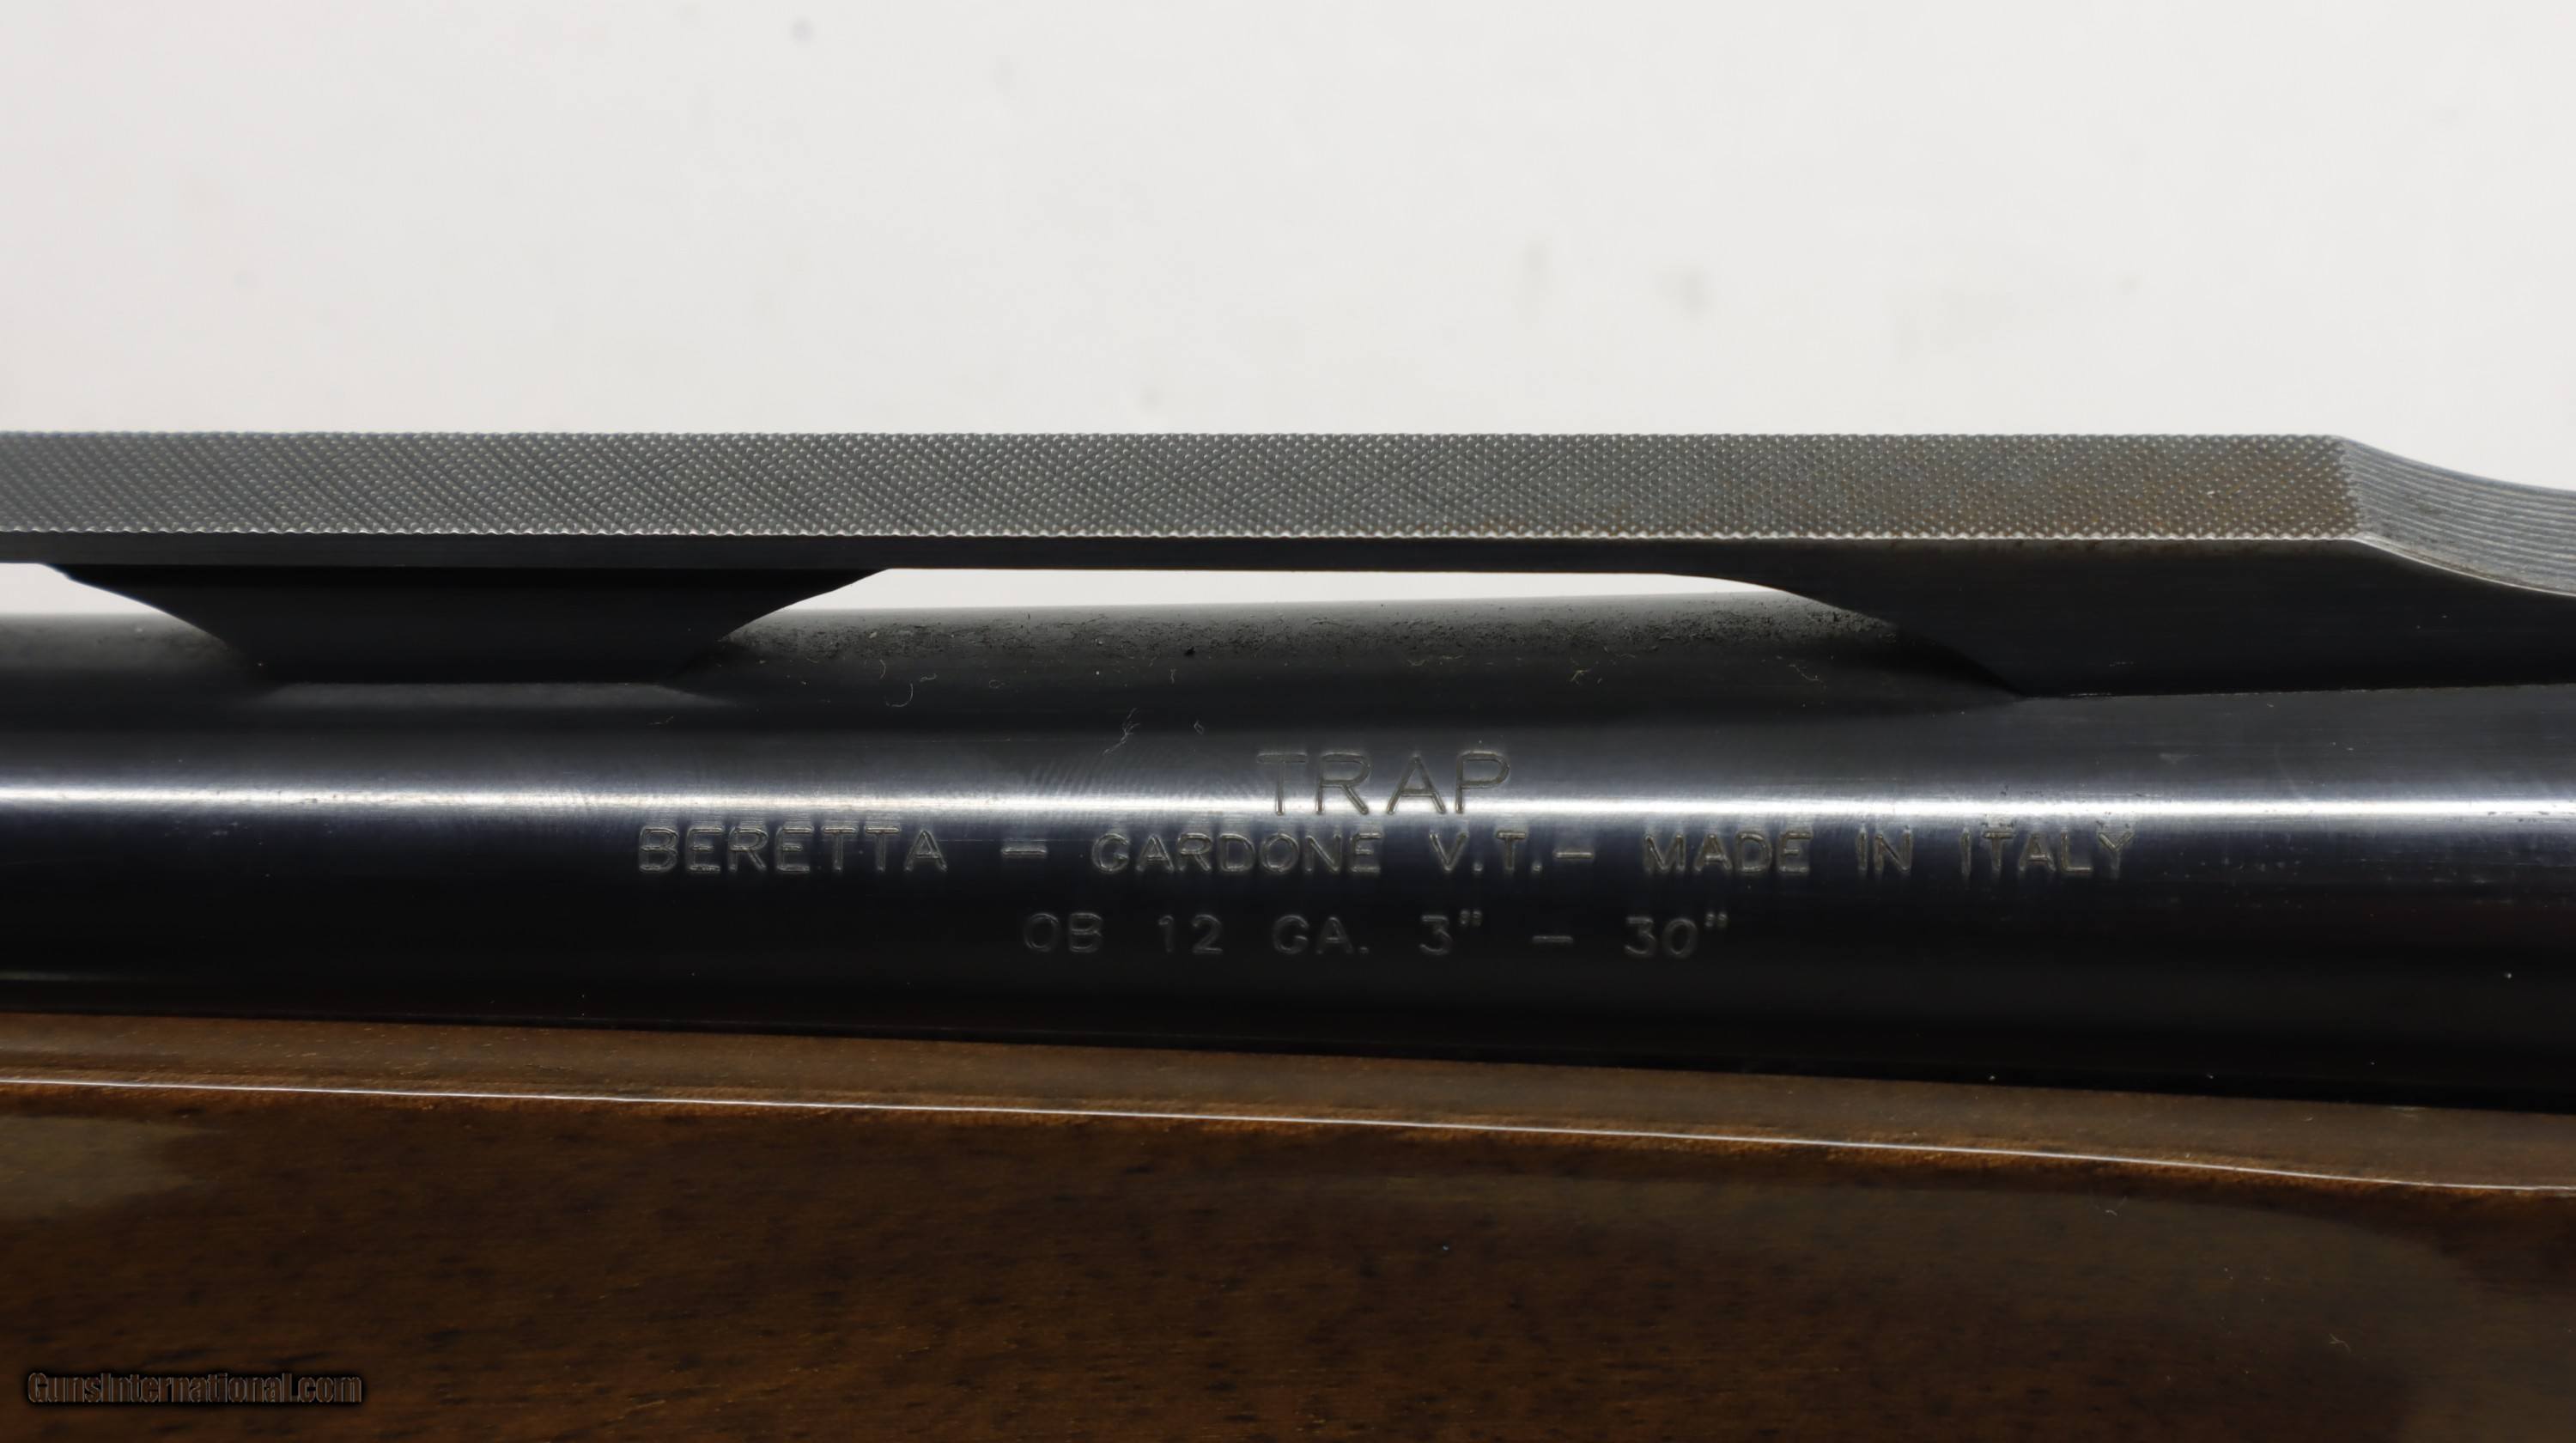 TRAP
BERETTA - GARDONE V.T. - MADE IN ITALY
OB 12 GA. 3" - 30"
GunsInternational.com